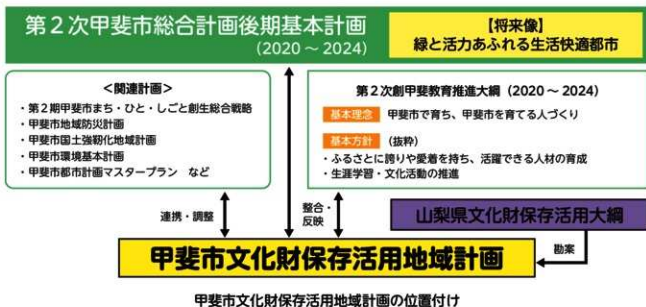 第2次甲斐市総合計画後期基本計画
(2020～2024)
【将来像】
緑と活力あふれる生活快適都市
＜関連計画＞
・第2期甲斐市まち・ひと・しごと創生総合戦略
・甲斐市地域防災計画
・甲斐市国土強靭化地域計画
・甲斐市環境基本計画
・甲斐市都市計画マスタープラン など
第2次創甲斐教育推進大綱（2020～2024）
基本理念 甲斐市で育ち、甲斐市を育てる人づくり
基本方針 (抜粋)
・ふるさとに誇りや愛着を持ち、活躍できる人材の育成
・生涯学習・文化活動の推進
連携・調整
整合・
反映
山梨県文化財保存活用大綱
勘案
甲斐市文化財保存活用地域計画
甲斐市文化財保存活用地域計画の位置付け